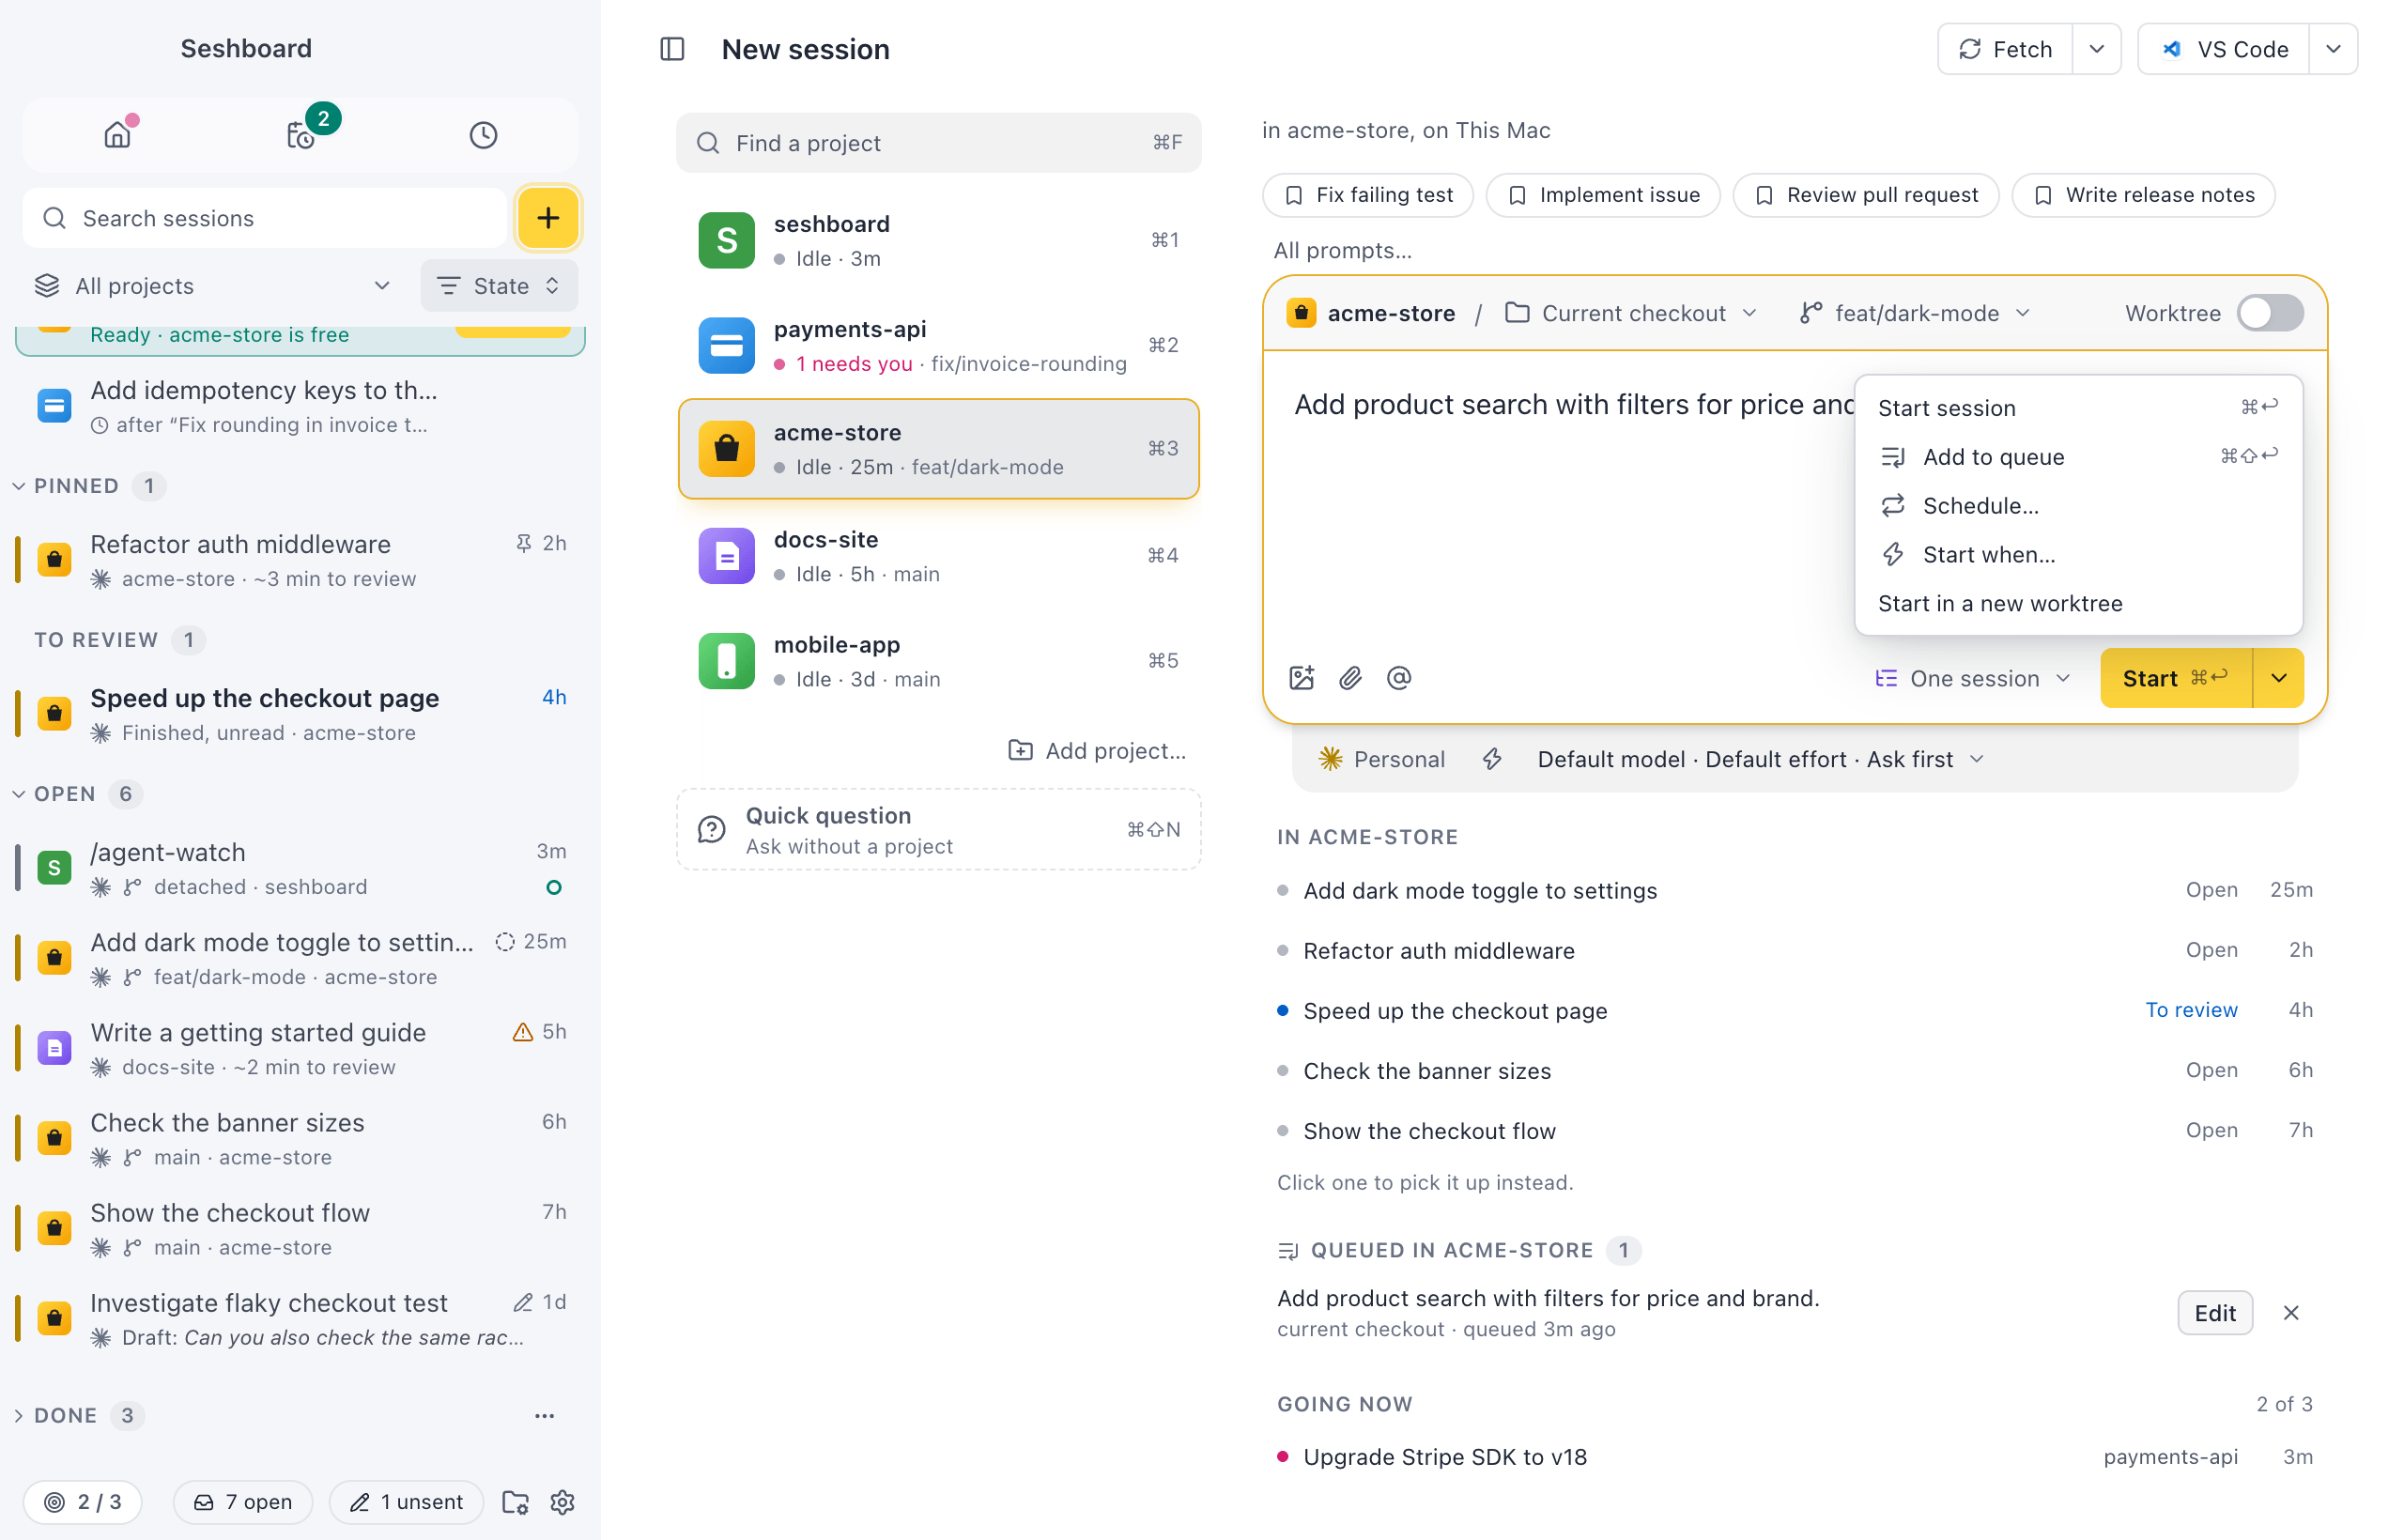 Seshboard
2
Search sessions
All projects
State
Ready · acme-store is free
Add idempotency keys to th...
after “Fix rounding in invoice t...
PINNED 1
Refactor auth middleware 2h
acme-store · ~3 min to review
TO REVIEW 1
Speed up the checkout page 4h
Finished, unread · acme-store
OPEN 6
S
/agent-watch 3m
detached · seshboard
Add dark mode toggle to settin... 25m
feat/dark-mode · acme-store
Write a getting started guide 5h
docs-site · ~2 min to review
Check the banner sizes 6h
main · acme-store
Show the checkout flow 7h
main · acme-store
Investigate flaky checkout test 1d
Draft: Can you also check the same rac...
DONE 3
2 / 3
7 open
1 unsent
New session
Fetch
VS Code
Find a project ⌘F
S
seshboard ⌘1
Idle · 3m
payments-api ⌘2
1 needs you · fix/invoice-rounding
acme-store ⌘3
Idle · 25m · feat/dark-mode
docs-site ⌘4
Idle · 5h · main
mobile-app ⌘5
Idle · 3d · main
Add project...
Quick question ⌘⇧N
Ask without a project
in acme-store, on This Mac
Fix failing test
Implement issue
Review pull request
Write release notes
All prompts...
acme-store / Current checkout feat/dark-mode Worktree
Add product search with filters for price and
Start session ⌘↩
Add to queue ⌘⇧↩
Schedule...
Start when...
Start in a new worktree
One session
Start ⌘↩
Personal Default model · Default effort · Ask first
IN ACME-STORE
Add dark mode toggle to settings Open 25m
Refactor auth middleware Open 2h
Speed up the checkout page To review 4h
Check the banner sizes Open 6h
Show the checkout flow Open 7h
Click one to pick it up instead.
QUEUED IN ACME-STORE 1
Add product search with filters for price and brand.
current checkout · queued 3m ago
Edit
GOING NOW 2 of 3
Upgrade Stripe SDK to v18 payments-api 3m